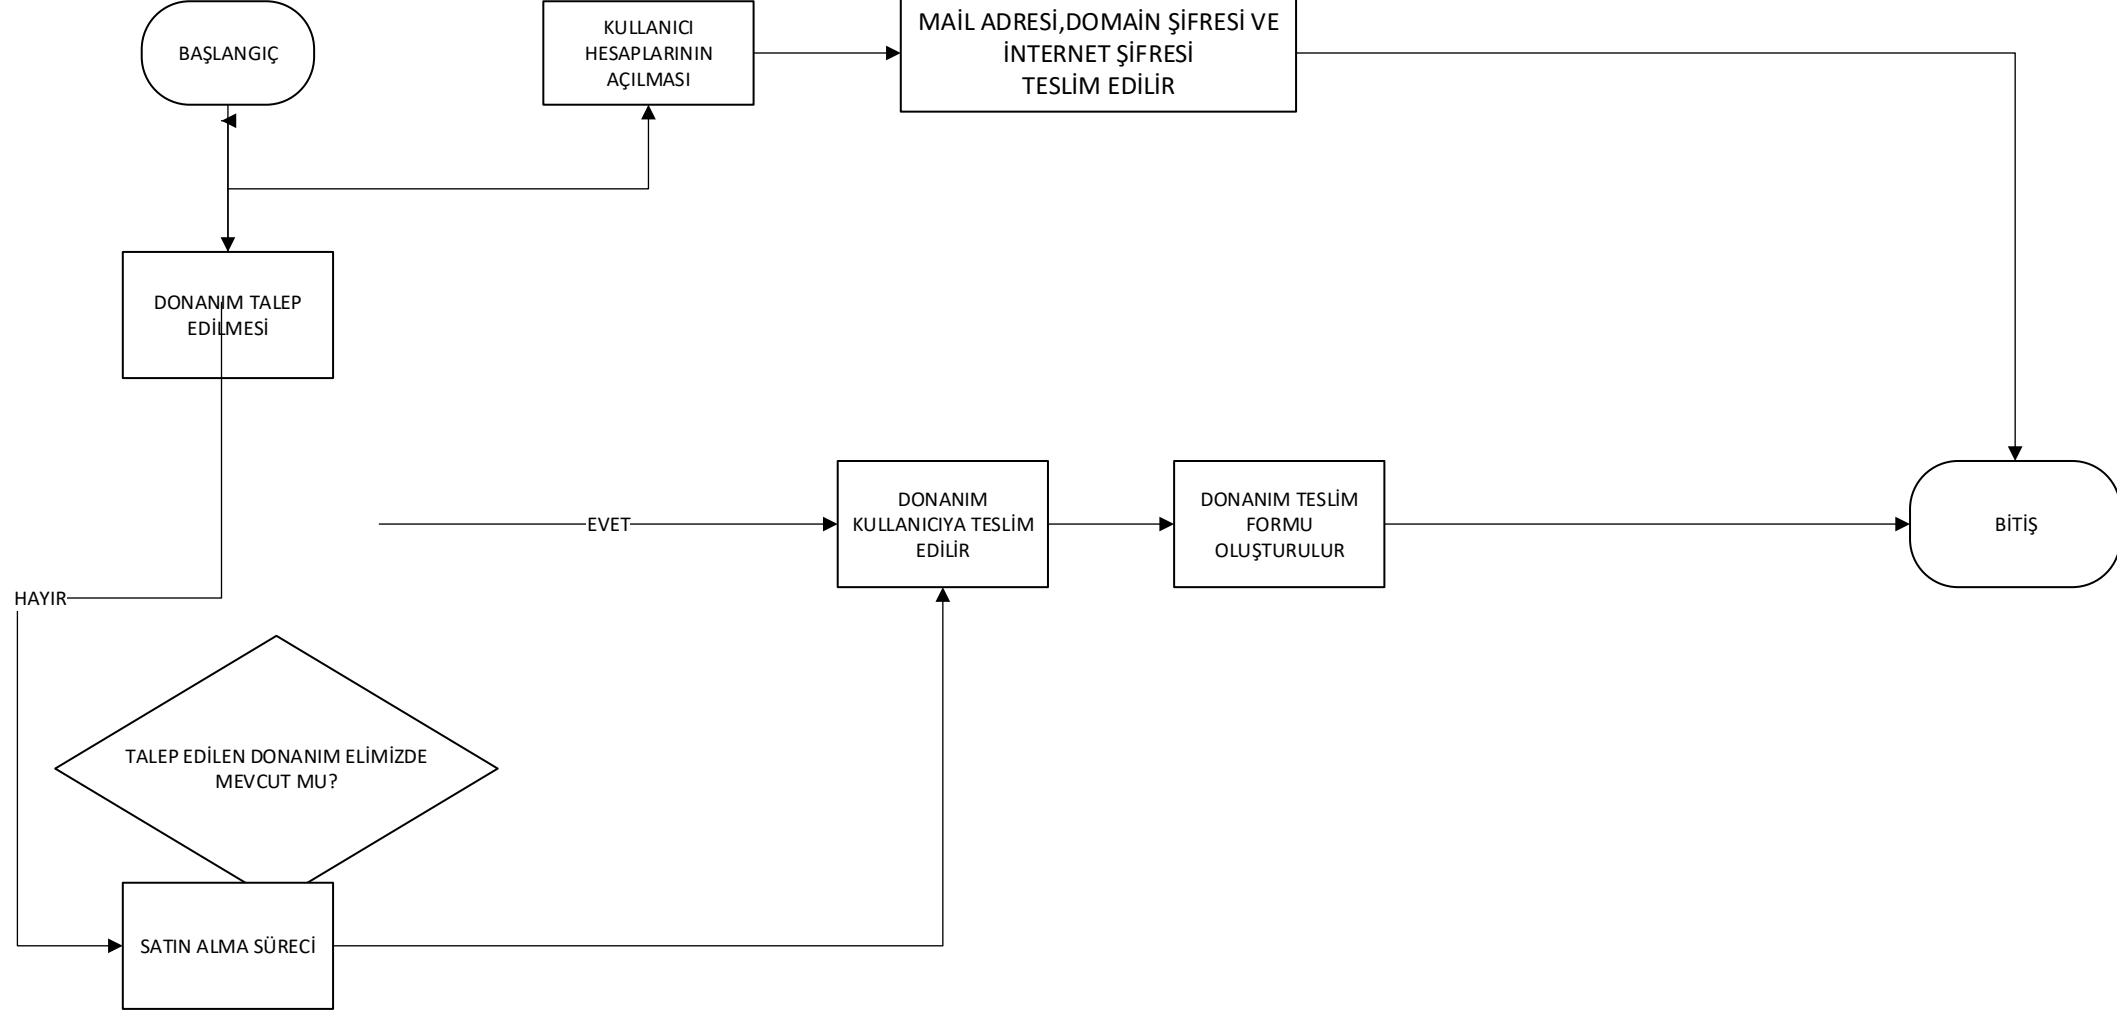 BAŞLANGIÇ
KULLANICI
HESAPLARININ
AÇILMASI
MAİL ADRESİ,DOMAİN ŞİFRESİ VE
İNTERNET ŞİFRESİ
TESLİM EDİLİR
DONANIM TALEP
EDİLMESİ
EVET
DONANIM
KULLANICIYA TESLİM
EDİLİR
DONANIM TESLİM
FORMU
OLUŞTURULUR
BİTİŞ
HAYIR
TALEP EDİLEN DONANIM ELİMİZDE
MEVCUT MU?
SATIN ALMA SÜRECİ